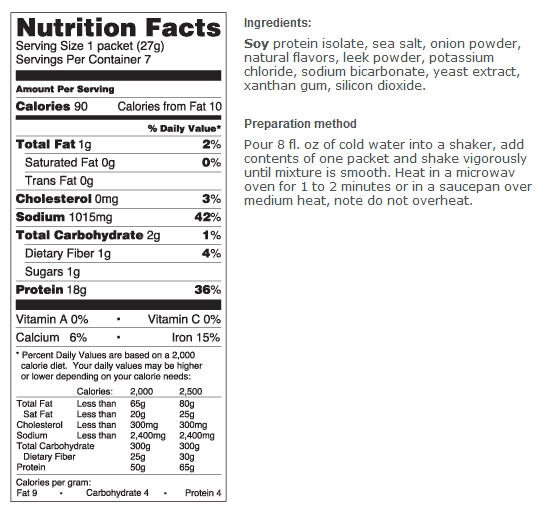 Nutrition Facts
Serving Size 1 packet (27g)
Servings Per Container 7
Amount Per Serving
Calories 90 Calories from Fat 10
% Daily Value*
Total Fat 1g 2%
Saturated Fat 0g 0%
Trans Fat 0g
Cholesterol 0mg 3%
Sodium 1015mg 42%
Total Carbohydrate 2g 1%
Dietary Fiber 1g 4%
Sugars 1g
Protein 18g 36%
Vitamin A 0% • Vitamin C 0%
Calcium 6% • Iron 15%
* Percent Daily Values are based on a 2,000
calorie diet. Your daily values may be higher
or lower depending on your calorie needs:
Calories: 2,000 2,500
Total Fat Less than 65g 80g
Sat Fat Less than 20g 25g
Cholesterol Less than 300mg 300mg
Sodium Less than 2,400mg 2,400mg
Total Carbohydrate 300g 300g
Dietary Fiber 25g 30g
Protein 50g 65g
Calories per gram:
Fat 9 • Carbohydrate 4 • Protein 4
Ingredients:
Soy protein isolate, sea salt, onion powder,
natural flavors, leek powder, potassium
chloride, sodium bicarbonate, yeast extract,
xanthan gum, silicon dioxide.
Preparation method
Pour 8 fl. oz of cold water into a shaker, add
contents of one packet and shake vigorously
until mixture is smooth. Heat in a microwav
oven for 1 to 2 minutes or in a saucepan over
medium heat, note do not overheat.